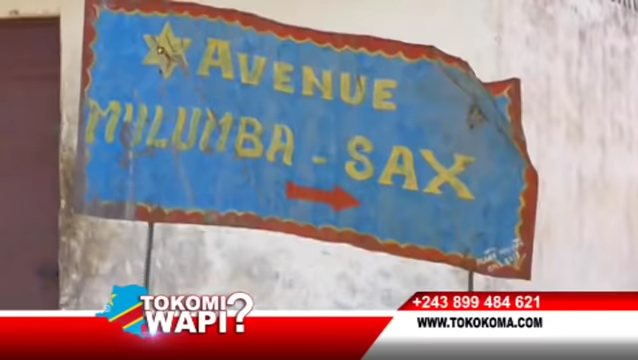 AVENUE
MULUMBA - SAX
TOKOMI
WAPI?
+243 899 484 621
WWW.TOKOKOMA.COM